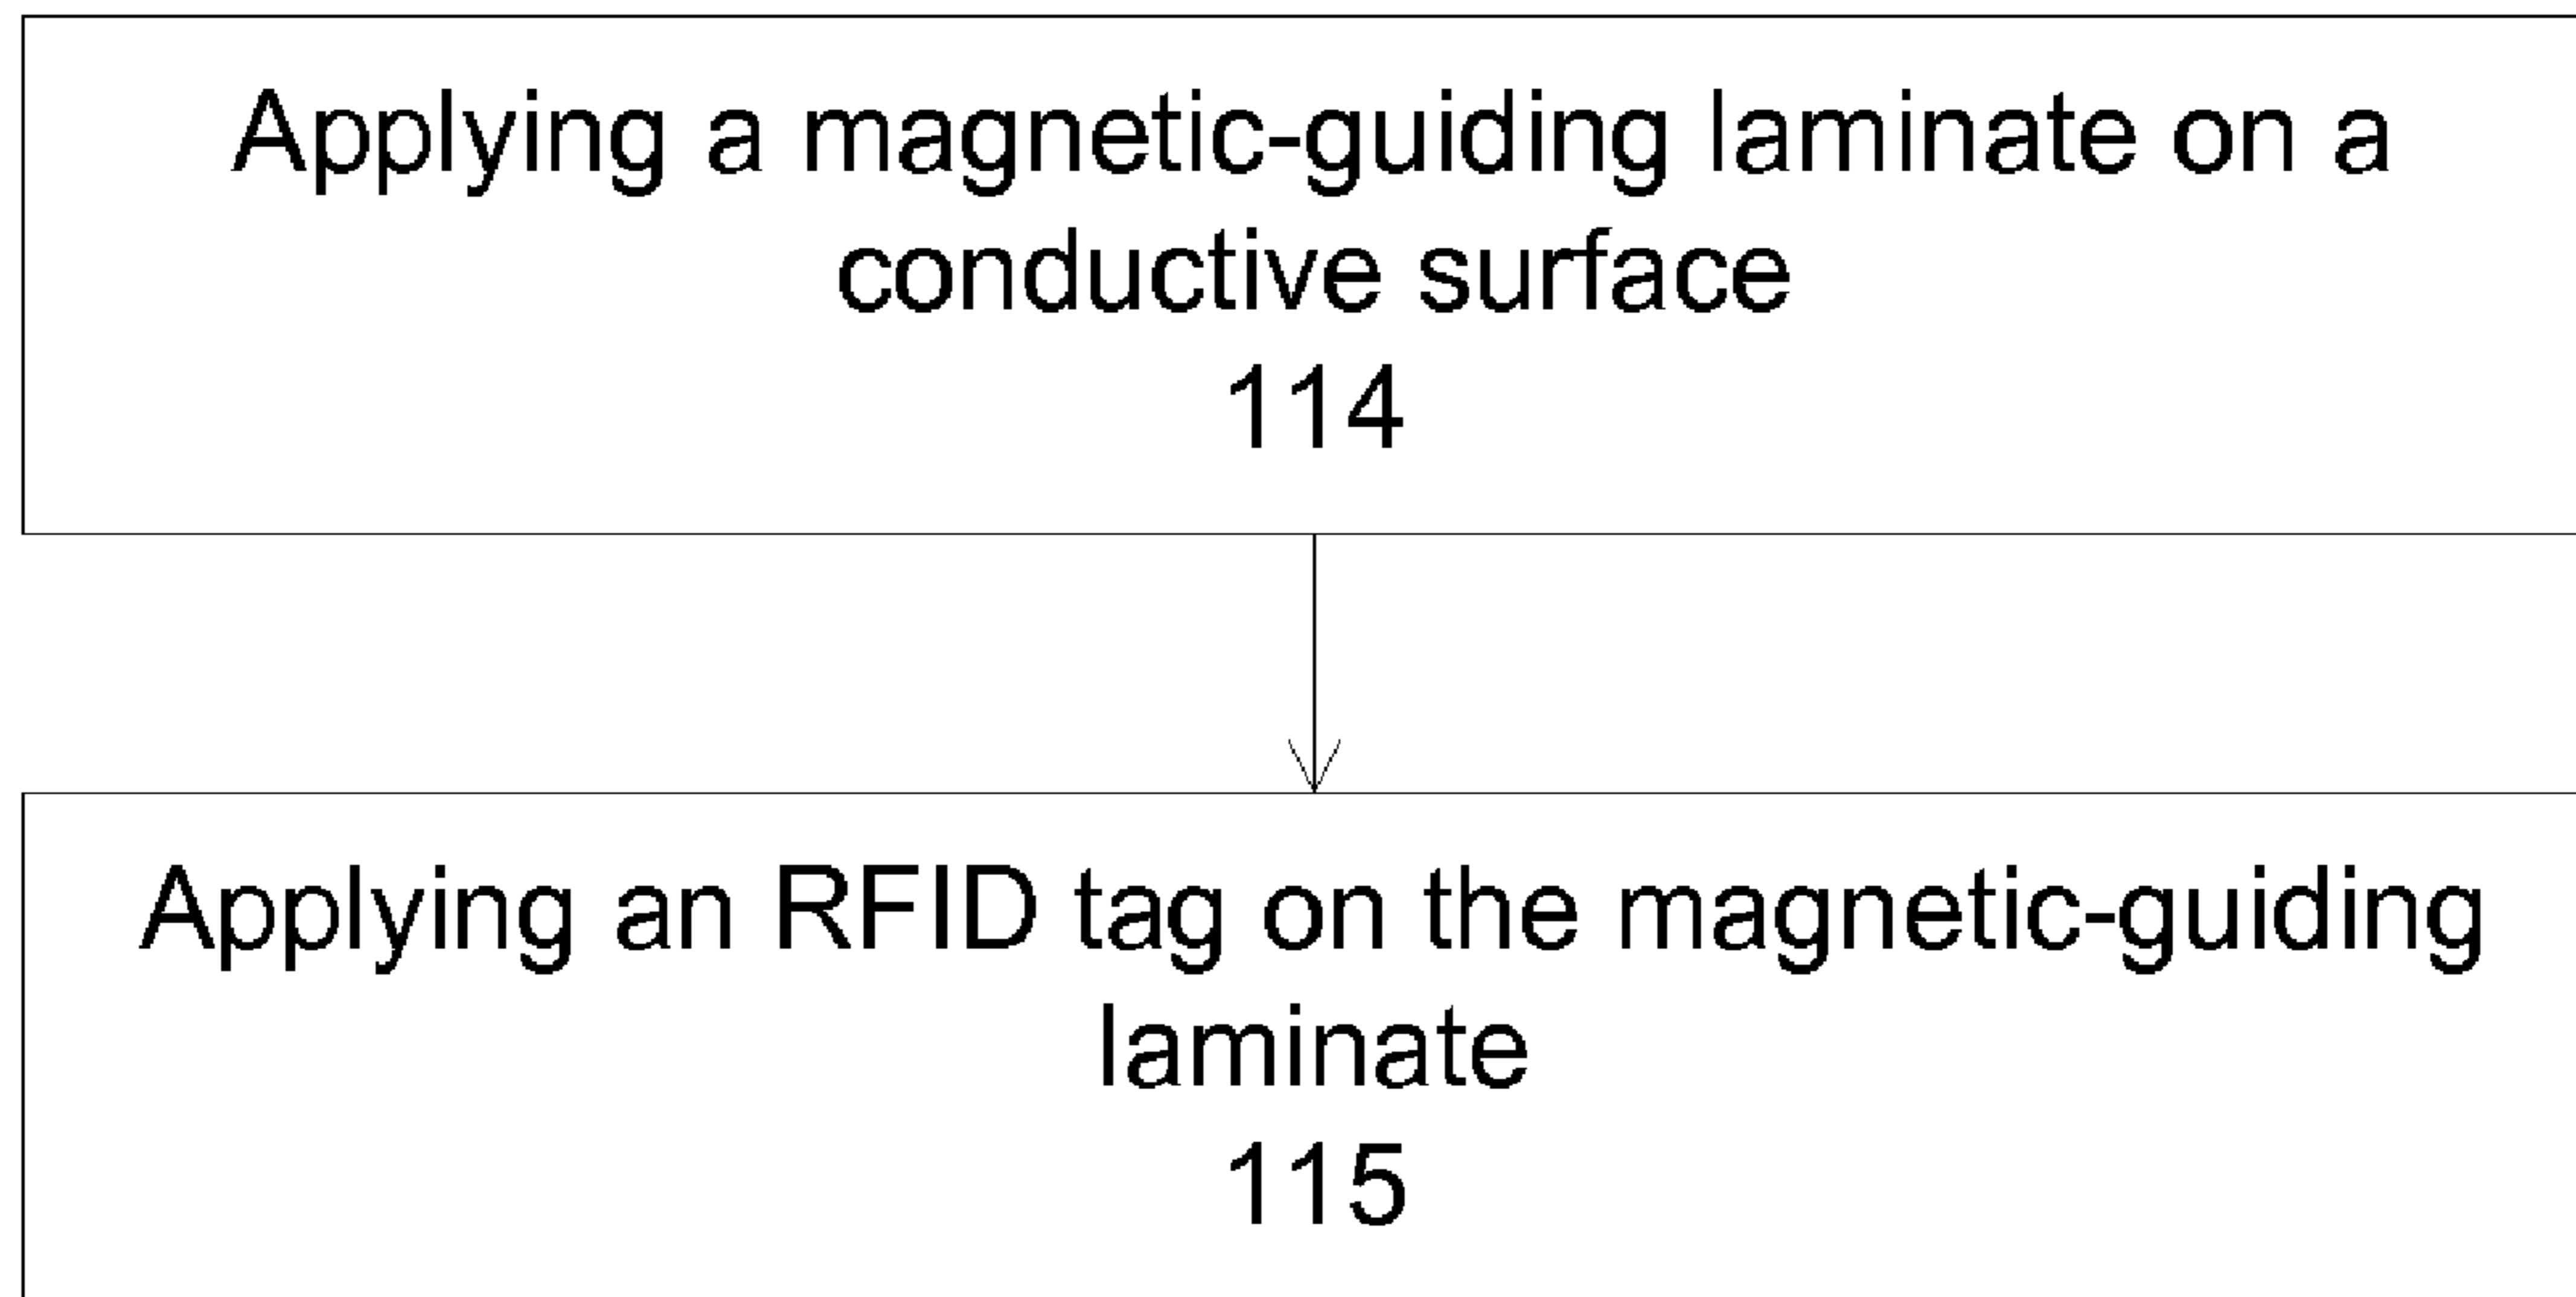 Applying a magnetic-guiding laminate on a
conductive surface
114
Applying an RFID tag on the magnetic-guiding
laminate
115